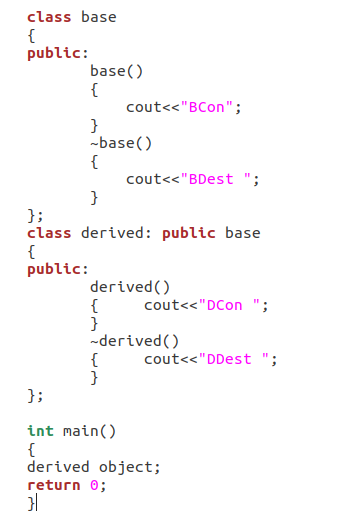 class base
{
public:
        base()
        {
            cout<<"BCon";
        }
        ~base()
        {
            cout<<"BDest ";
        }
};
class derived: public base
{
public:
        derived()
        {     cout<<"DCon ";
        }
        ~derived()
        {     cout<<"DDest ";
        }
};

int main()
{
derived object;
return 0;
}